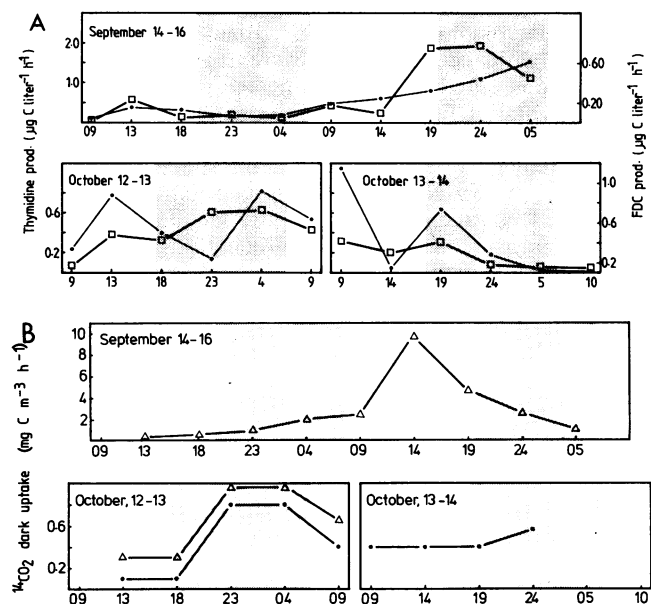 A
September 14-16
Thymidine prod. (µg C liter⁻¹ h⁻¹)
FDC prod. (µg C liter⁻¹ h⁻¹)
2.0
1.0
0.60
0.20
09 13 18 23 04 09 14 19 24 05
October 12-13
0.6
0.2
9 13 18 23 4 9
October 13-14
1.2
1.0
0.6
0.2
9 14 19 24 5 10
B
September 14-16
¹⁴CO₂ dark uptake (mg C m⁻³ h⁻¹)
10
8
6
4
2
09 13 18 23 04 09 14 19 24 05
October, 12-13
0.6
0.2
13 18 23 04 09
October, 13-14
09 14 19 24 05 10